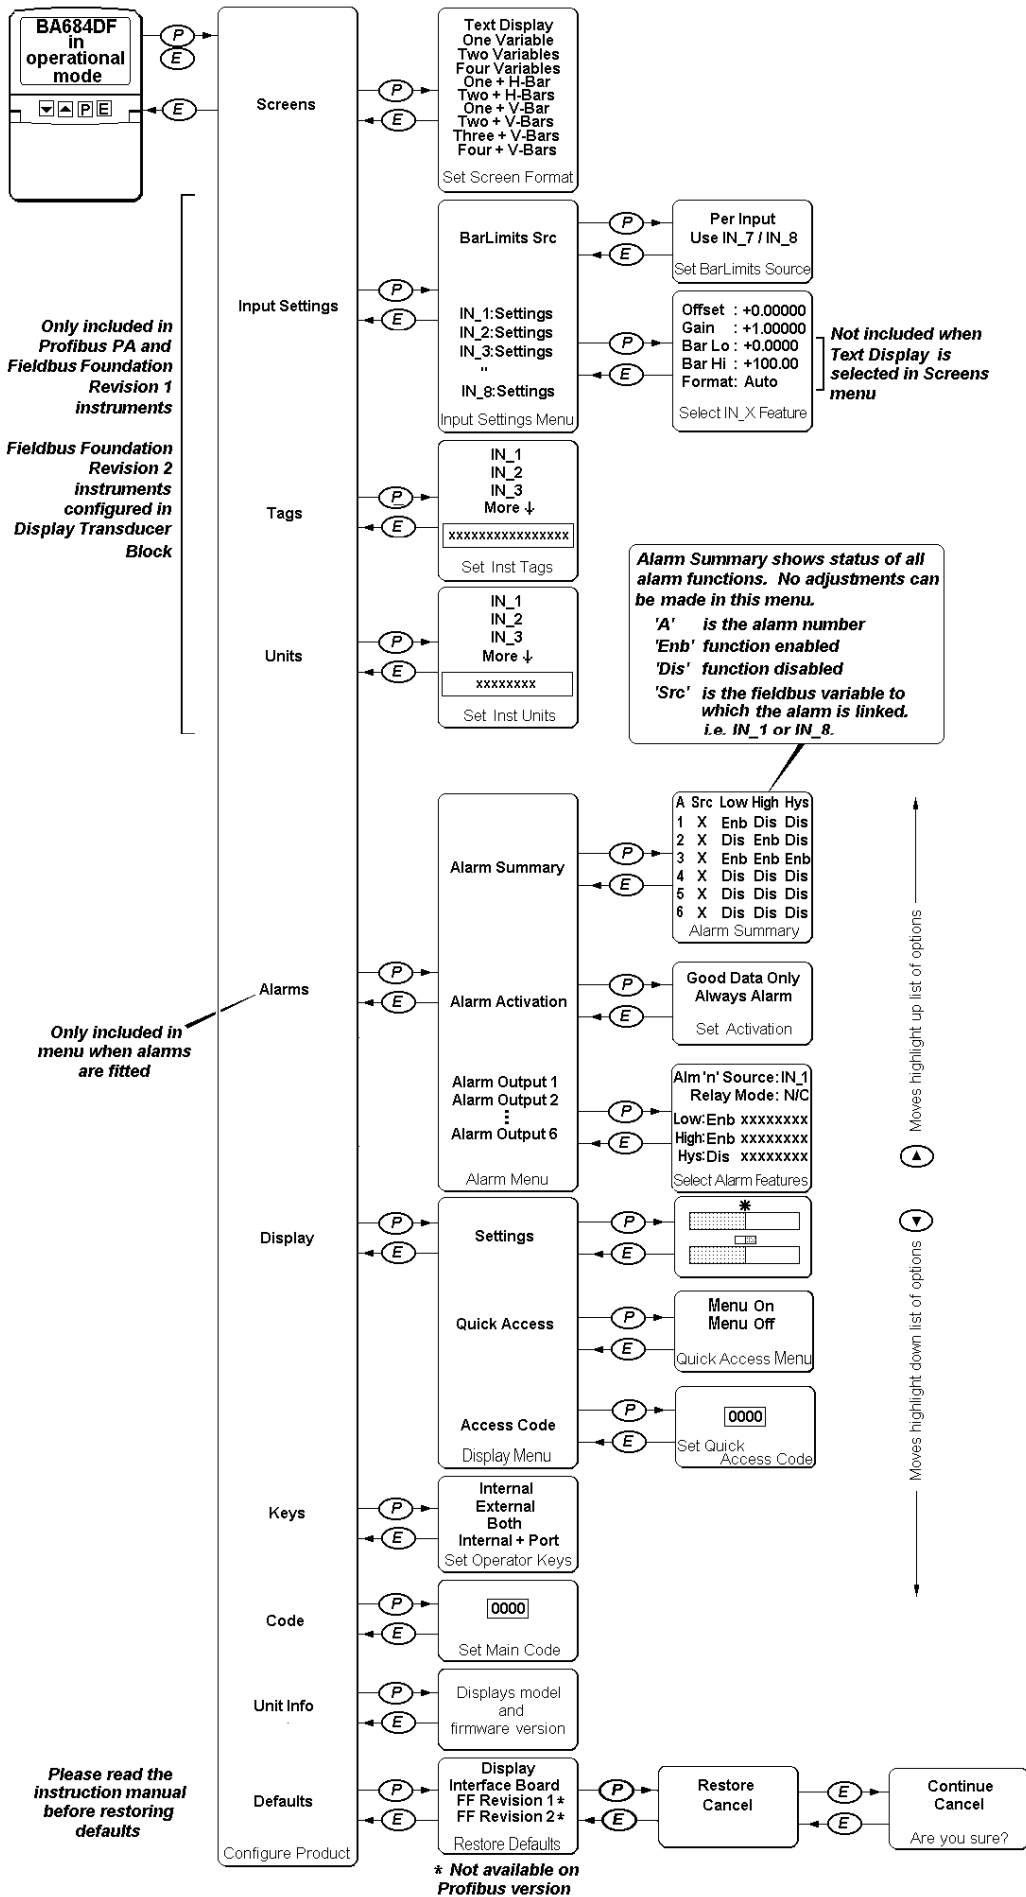 BA684DF
in
operational
mode
P
E
P E
E
Screens
P
E
Text Display
One Variable
Two Variables
Four Variables
One + H-Bar
Two + H-Bars
One + V-Bar
Two + V-Bars
Three + V-Bars
Four + V-Bars
Set Screen Format
Only included in
Profibus PA and
Fieldbus Foundation
Revision 1
instruments
Fieldbus Foundation
Revision 2
instruments
configured in
Display Transducer
Block
Input Settings
P
E
BarLimits Src
IN_1:Settings
IN_2:Settings
IN_3:Settings
"
IN_8:Settings
Input Settings Menu
P
E
Per Input
Use IN_7 / IN_8
Set BarLimits Source
P
E
Offset : +0.00000
Gain : +1.00000
Bar Lo : +0.0000
Bar Hi : +100.00
Format: Auto
Select IN_X Feature
Not included when
Text Display is
selected in Screens
menu
Tags
P
E
IN_1
IN_2
IN_3
More ↓
xxxxxxxxxxxxxxxx
Set Inst Tags
Units
P
E
IN_1
IN_2
IN_3
More ↓
xxxxxxxx
Set Inst Units
Alarm Summary shows status of all
alarm functions. No adjustments can
be made in this menu.
'A' is the alarm number
'Enb' function enabled
'Dis' function disabled
'Src' is the fieldbus variable to
which the alarm is linked.
i.e. IN_1 or IN_8.
Alarms
Only included in
menu when alarms
are fitted
P
E
Alarm Summary
Alarm Activation
Alarm Output 1
Alarm Output 2
Alarm Output 6
Alarm Menu
P
E
A Src Low High Hys
1 X Enb Dis Dis
2 X Dis Enb Dis
3 X Enb Enb Enb
4 X Dis Dis Dis
5 X Dis Dis Dis
6 X Dis Dis Dis
Alarm Summary
P
E
Good Data Only
Always Alarm
Set Activation
P
E
Alm 'n' Source: IN_1
Relay Mode: N/C
Low: Enb xxxxxxxx
High: Enb xxxxxxxx
Hys: Dis xxxxxxxx
Select Alarm Features
Moves highlight up list of options
Moves highlight down list of options
Display
P
E
Settings
Quick Access
Access Code
Display Menu
P
E
*
P
E
Menu On
Menu Off
Quick Access Menu
P
E
0000
Set Quick
Access Code
Keys
P
E
Internal
External
Both
Internal + Port
Set Operator Keys
Code
P
E
0000
Set Main Code
Unit Info
P
E
Displays model
and
firmware version
Please read the
instruction manual
before restoring
defaults
Defaults
Configure Product
P
E
Display
Interface Board
FF Revision 1*
FF Revision 2*
Restore Defaults
P
E
Restore
Cancel
E
E
Continue
Cancel
Are you sure?
* Not available on
Profibus version